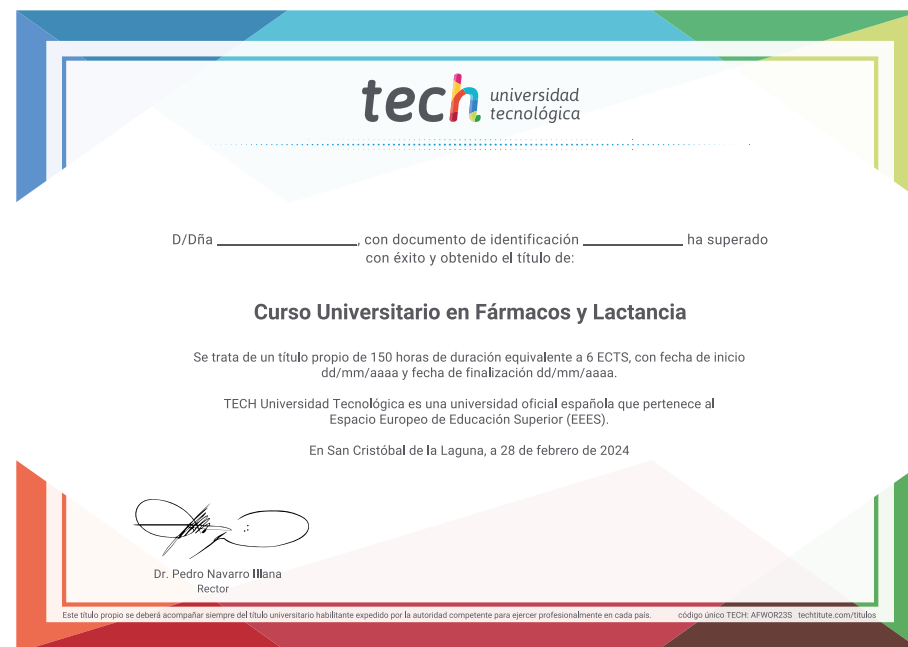 tech universidad
tecnológica
D/Dña ____________________, con documento de identificación ______________ ha superado
con éxito y obtenido el título de:
Curso Universitario en Fármacos y Lactancia
Se trata de un título propio de 150 horas de duración equivalente a 6 ECTS, con fecha de inicio
dd/mm/aaaa y fecha de finalización dd/mm/aaaa.
TECH Universidad Tecnológica es una universidad oficial española que pertenece al
Espacio Europeo de Educación Superior (EEES).
En San Cristóbal de la Laguna, a 28 de febrero de 2024
Dr. Pedro Navarro Illana
Rector
Este título propio se deberá acompañar siempre del título universitario habilitante expedido por la autoridad competente para ejercer profesionalmente en cada país. código único TECH: AFWOR23S techtitute.com/titulos